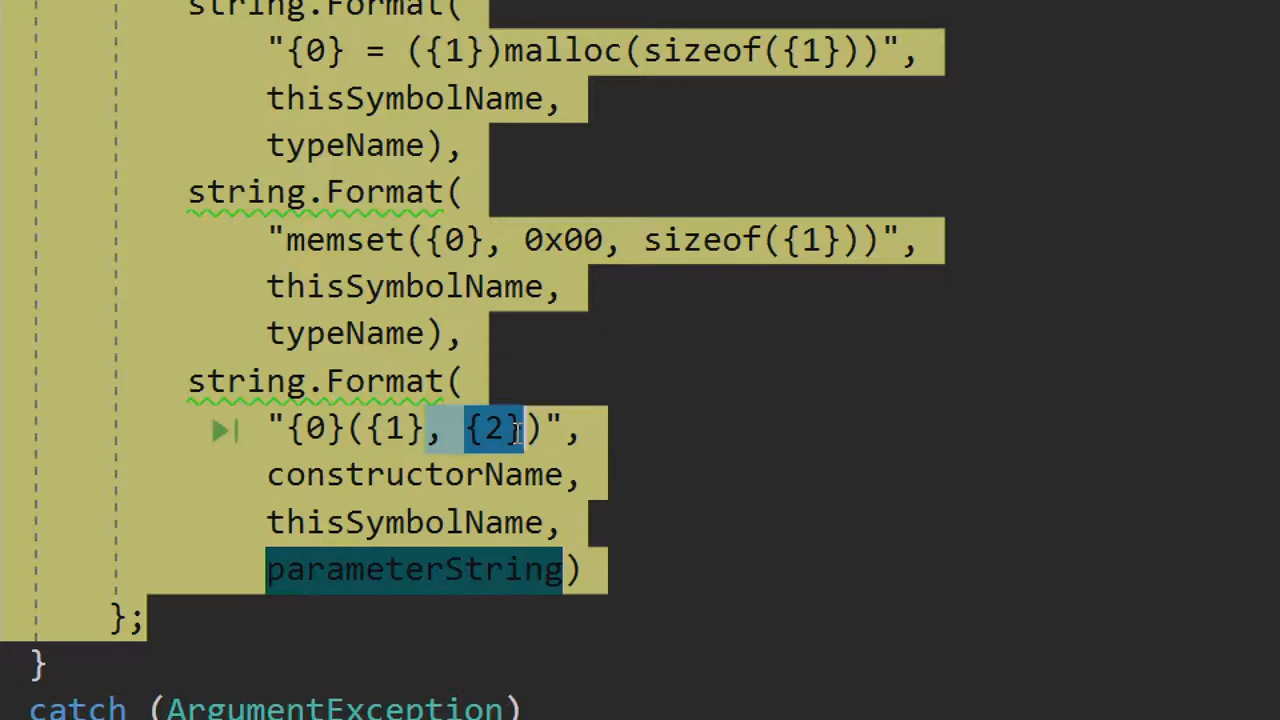 string.Format(
"{0} = ({1})malloc(sizeof({1}))",
thisSymbolName,
typeName),
string.Format(
"memset({0}, 0x00, sizeof({1}))",
thisSymbolName,
typeName),
string.Format(
"{0}({1}, {2})",
constructorName,
thisSymbolName,
parameterString)
};
}
catch (ArgumentException)